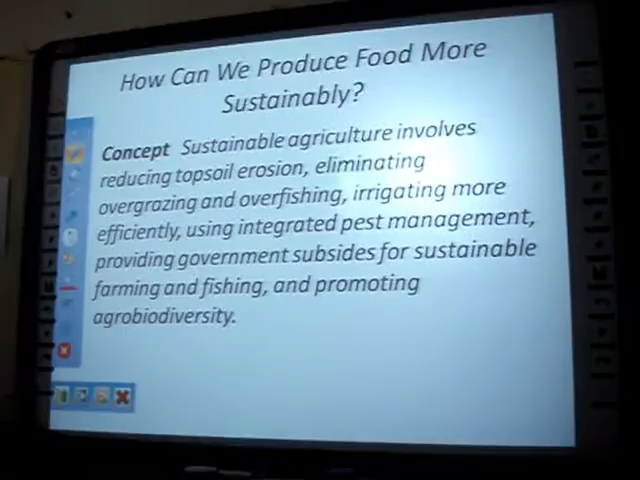 How Can We Produce Food More
Sustainably?
Concept Sustainable agriculture involves
reducing topsoil erosion, eliminating
overgrazing and overfishing, irrigating more
efficiently, using integrated pest management,
providing government subsides for sustainable
farming and fishing, and promoting
agrobiodiversity.